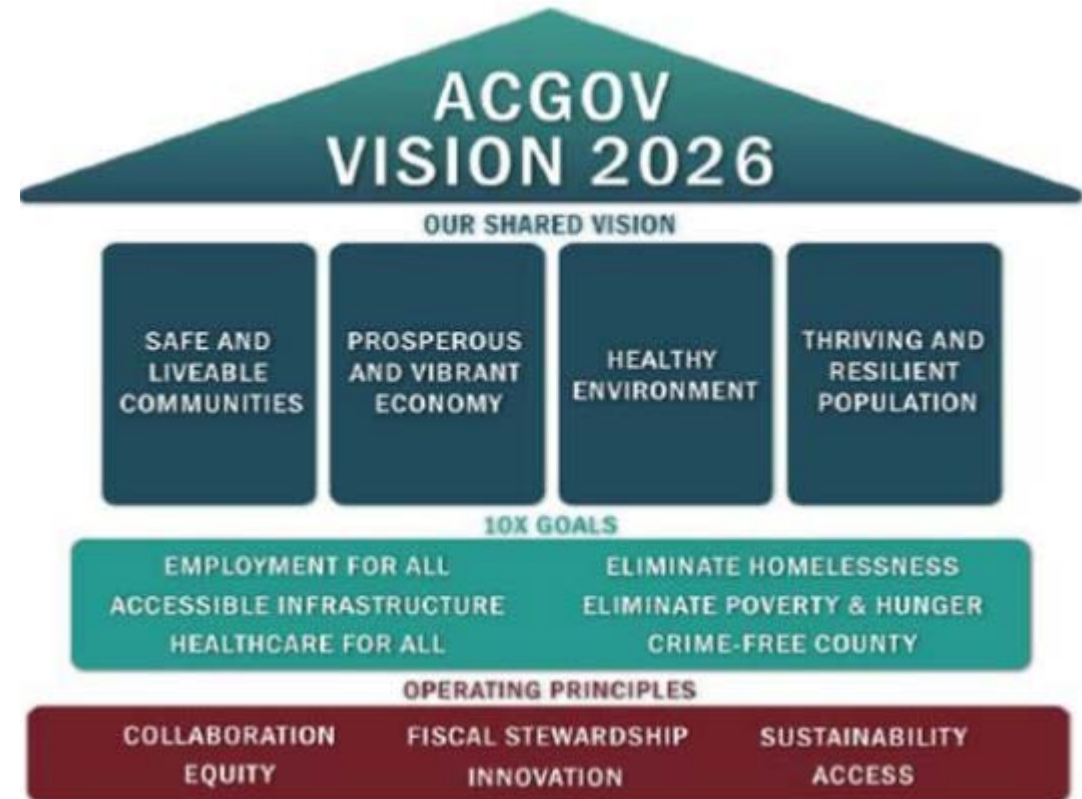 ACGOV
VISION 2026
OUR SHARED VISION
SAFE AND
LIVEABLE
COMMUNITIES
PROSPEROUS
AND VIBRANT
ECONOMY
HEALTHY
ENVIRONMENT
THRIVING AND
RESILIENT
POPULATION
10X GOALS
EMPLOYMENT FOR ALL
ACCESSIBLE INFRASTRUCTURE
HEALTHCARE FOR ALL
ELIMINATE HOMELESSNESS
ELIMINATE POVERTY & HUNGER
CRIME-FREE COUNTY
OPERATING PRINCIPLES
COLLABORATION
EQUITY
FISCAL STEWARDSHIP
INNOVATION
SUSTAINABILITY
ACCESS